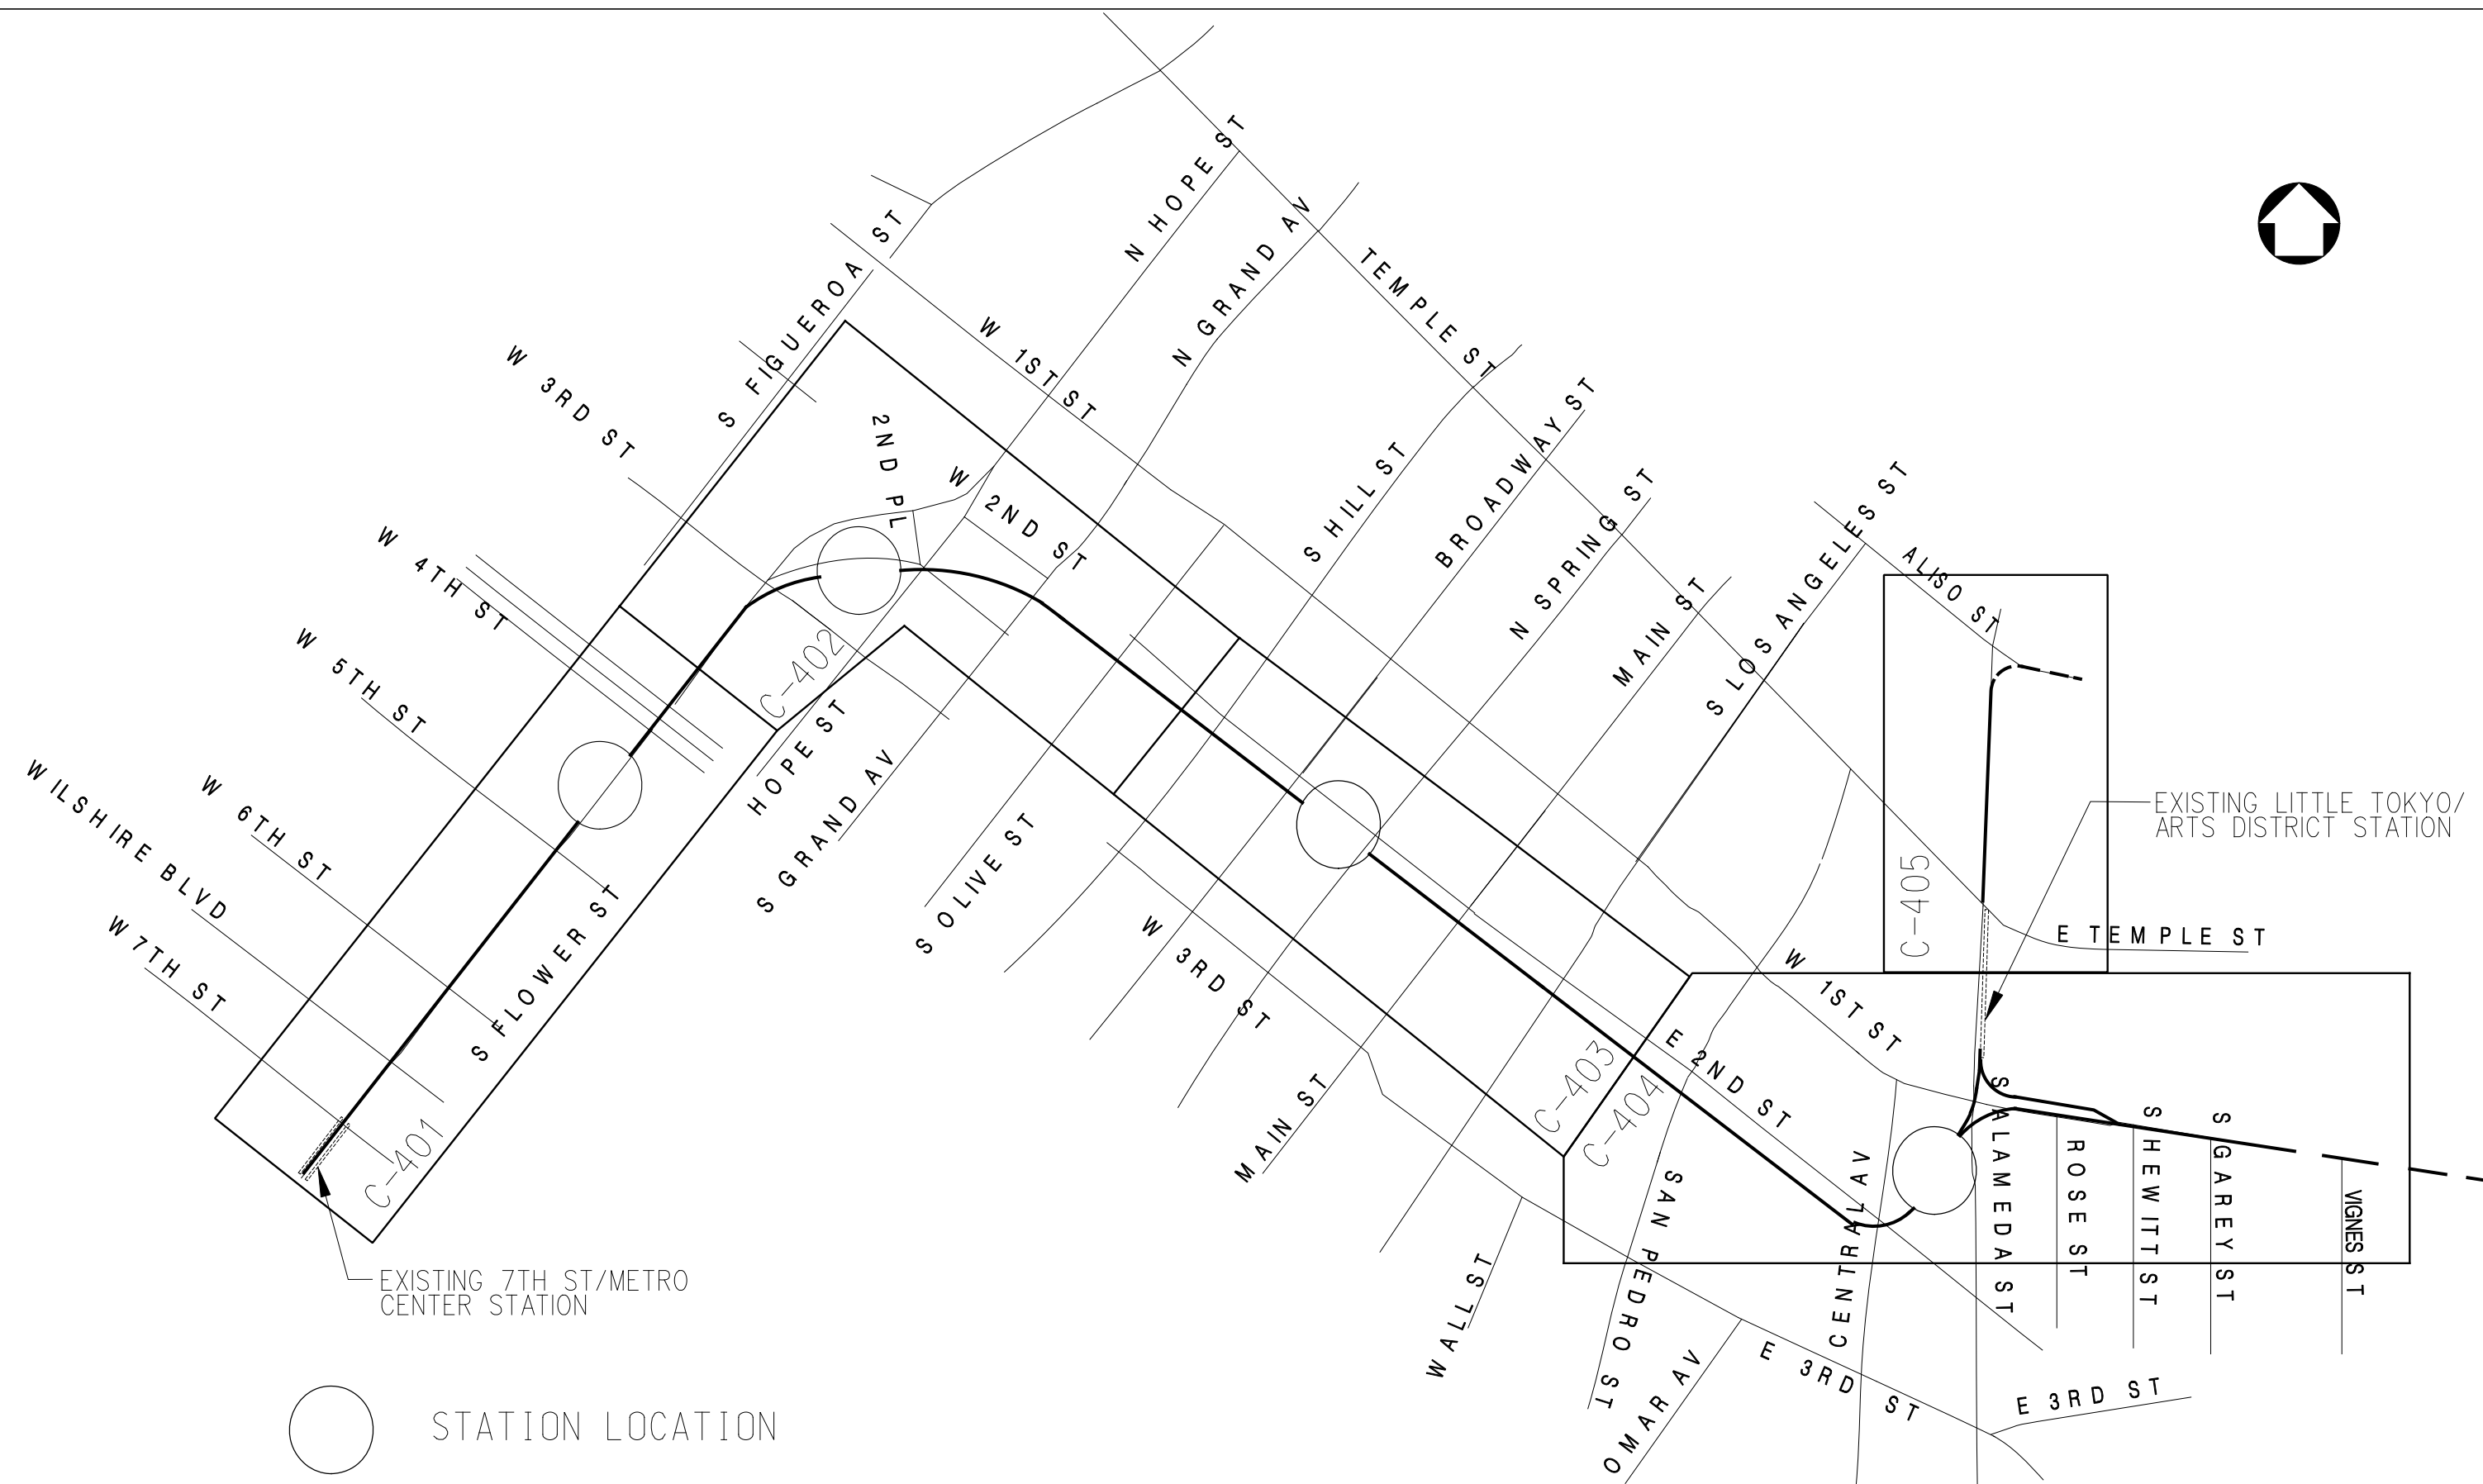 N HOPE ST
S FIGUEROA ST
N GRAND AV
TEMPLE ST
W 1ST ST
W 3RD ST
2ND PL
W 2ND ST
S HILL ST
BROADWAY ST
N SPRING ST
MAIN ST
S LOS ANGELES ST
ALISO ST
W 4TH ST
W 5TH ST
W 6TH ST
WILSHIRE BLVD
W 7TH ST
C-402
HOPE ST
S GRAND AV
S OLIVE ST
S FLOWER ST
W 3RD ST
EXISTING LITTLE TOKYO/
ARTS DISTRICT STATION
C-405
E TEMPLE ST
W 1ST ST
E 2ND ST
C-403
C-404
C-401
MAIN ST
S ALAMEDA ST
ROSE ST
S HEWITT ST
S GAREY ST
VIGNES ST
CENTRAL AV
SAN PEDRO ST
WALL ST
OMAR AV
E 3RD ST
E 3RD ST
EXISTING 7TH ST/METRO
CENTER STATION
STATION LOCATION